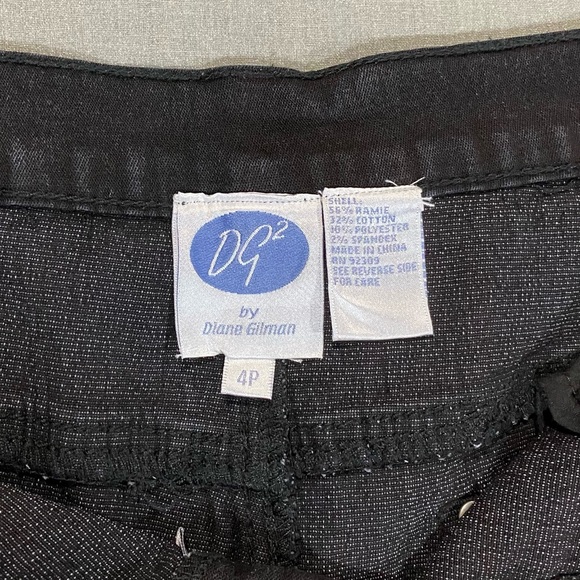 DG²
by
Diane Gilman
4P
SHELL:
56% RAMIE
32% COTTON
10% POLYESTER
2% SPANDEX
MADE IN CHINA
RN 92309
SEE REVERSE SIDE
FOR CARE